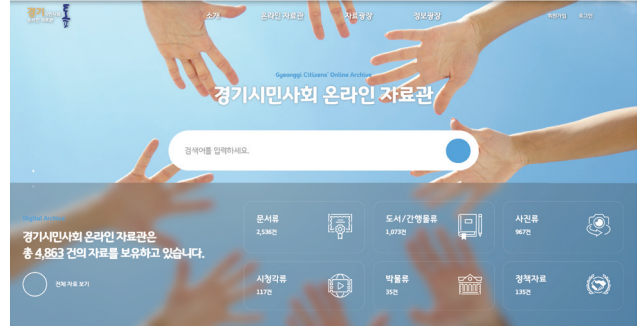 경기
소개
온라인 자료관
자료광장
정보광장
회원가입
로그인
Gyeonggi Citizens' Online Archive
경기시민사회 온라인 자료관
검색어를 입력하세요.
Digital Archive
경기시민사회 온라인 자료관은
총 4,863 건의 자료를 보유하고 있습니다.
전체 자료 보기
문서류
2,536건
도서/간행물류
1,073건
사진류
967건
시청각류
117건
박물류
35건
정책자료
135건